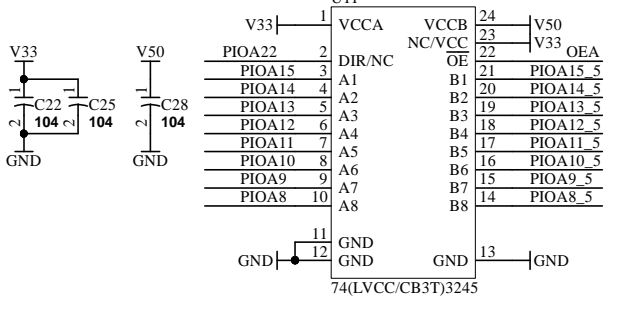 V33
1
VCCA
VCCB
24
V50
NC/VCC
23
V33
PIOA22
2
DIR/NC
OE
22
OEA
PIOA15
3
A1
B1
21
PIOA15_5
PIOA14
4
A2
B2
20
PIOA14_5
PIOA13
5
A3
B3
19
PIOA13_5
PIOA12
6
A4
B4
18
PIOA12_5
PIOA11
7
A5
B5
17
PIOA11_5
PIOA10
8
A6
B6
16
PIOA10_5
PIOA9
9
A7
B7
15
PIOA9_5
PIOA8
10
A8
B8
14
PIOA8_5
11
GND
GND
12
GND
GND
13
GND
74(LVCC/CB3T)3245
V33
1
C22
104
2
GND
1
C25
104
2
V50
1
C28
104
2
GND